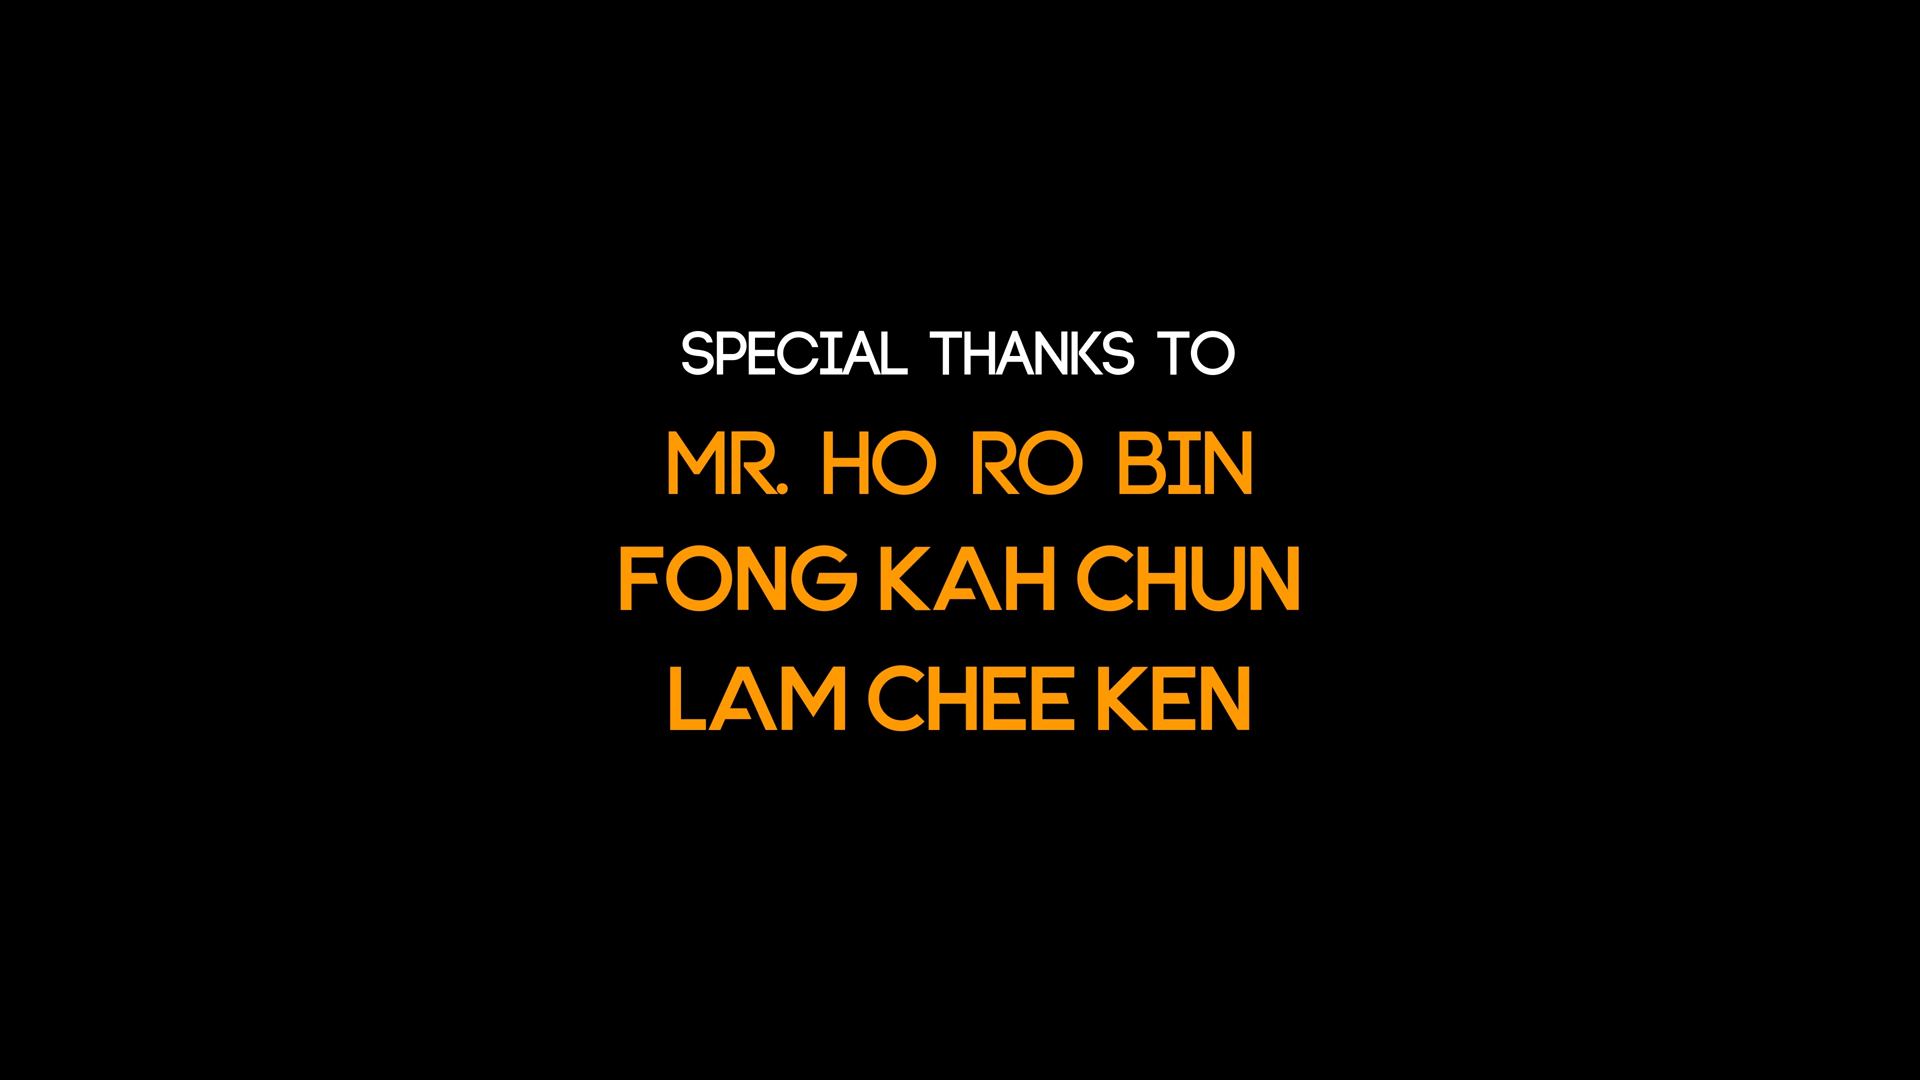 SPECIAL THANKS TO
MR. HO RO BIN
FONG KAH CHUN
LAM CHEE KEN